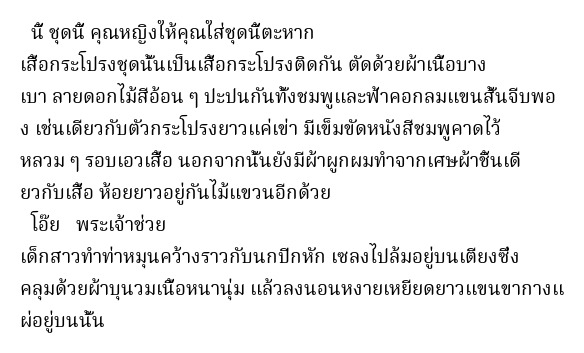 นี้ ชุดนี้ คุณหญิงให้คุณใส่ชุดนี้ตะหาก
เสื้อกระโปรงชุดนั้นเป็นเสื้อกระโปรงติดกัน ตัดด้วยผ้าเนื้อบาง
เบา ลายดอกไม้สีอ้อน ๆ ปะปนกันทั้งชมพูและฟ้าคอกลมแขนสั้นจีบพอ
ง เช่นเดียวกับตัวกระโปรงยาวแค่เข่า มีเข็มขัดหนังสีชมพูคาดไว้
หลวม ๆ รอบเอวเสื้อ นอกจากนั้นยังมีผ้าผูกผมทำจากเศษผ้าชิ้นเดี
ยวกับเสื้อ ห้อยยาวอยู่กันไม้แขวนอีกด้วย
โอ๊ย พระเจ้าช่วย
เด็กสาวทำท่าหมุนคว้างราวกับนกปีกหัก เซลงไปล้มอยู่บนเตียงซึ่ง
คลุมด้วยผ้าบุนวมเนื้อหนานุ่ม แล้วลงนอนหงายเหยียดยาวแขนขากางแ
ผ่อยู่บนนั้น